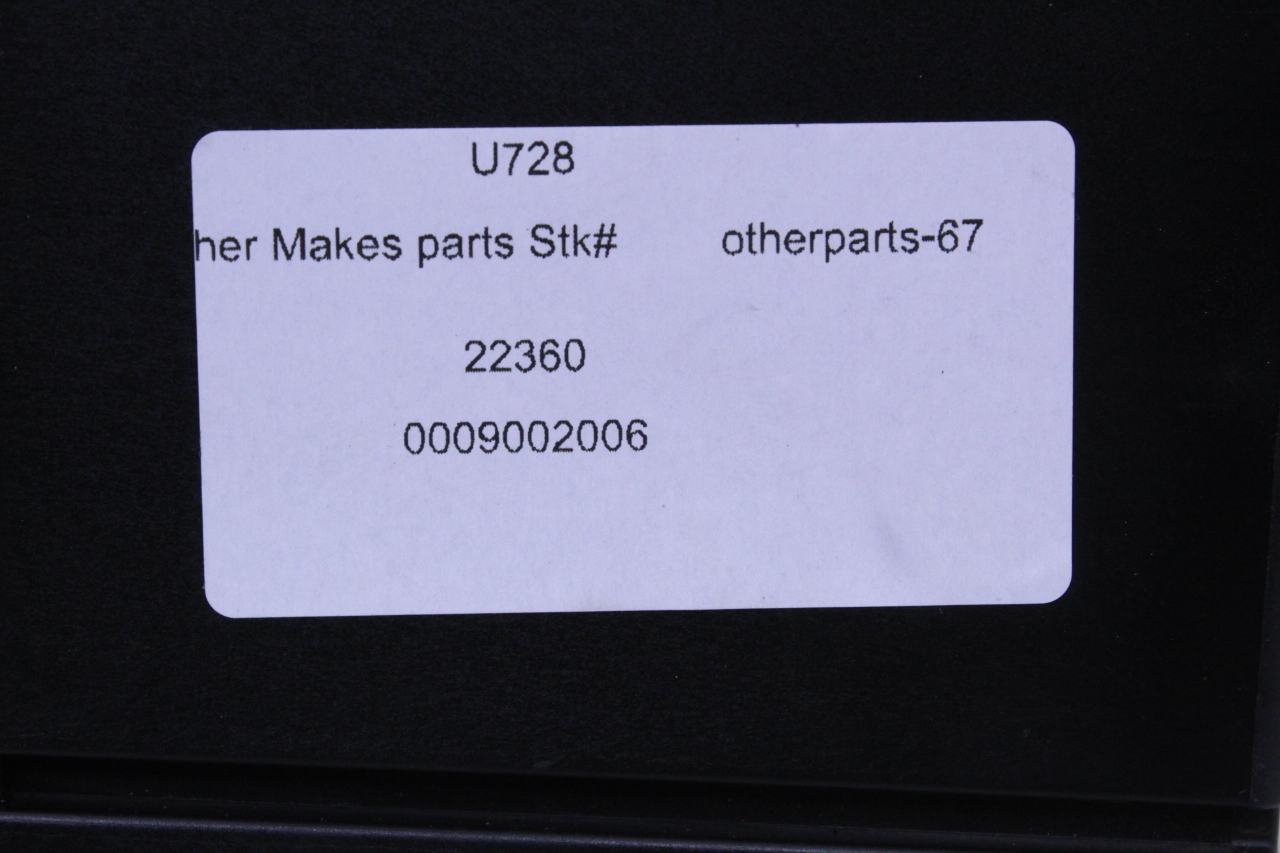 U728
her Makes parts Stk# otherparts-67
22360
0009002006